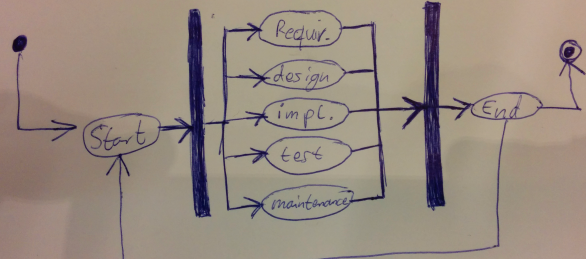 Start
Requir.
design
impl.
test
maintenance
End